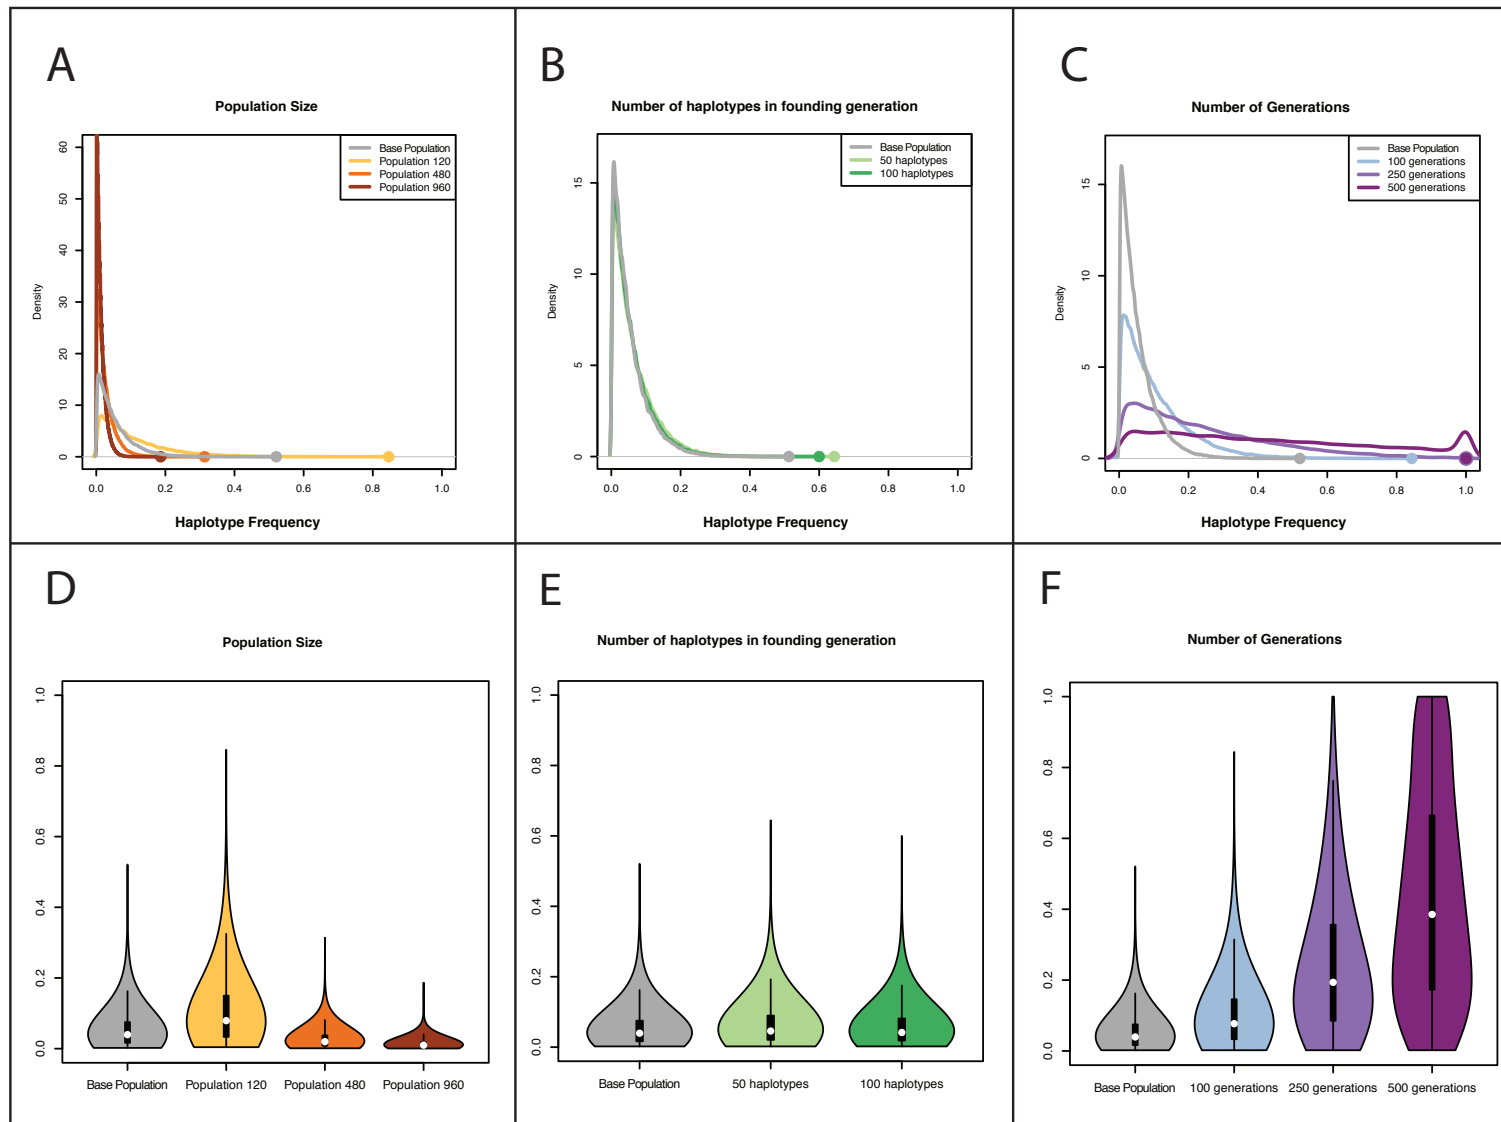 A
Population Size
Base Population
Population 120
Population 480
Population 960
Density
0 10 20 30 40 50 60
0.0 0.2 0.4 0.6 0.8 1.0
Haplotype Frequency
B
Number of haplotypes in founding generation
Base Population
50 haplotypes
100 haplotypes
Density
0 5 10 15
0.0 0.2 0.4 0.6 0.8 1.0
Haplotype Frequency
C
Number of Generations
Base Population
100 generations
250 generations
500 generations
Density
0 5 10 15
0.0 0.2 0.4 0.6 0.8 1.0
Haplotype Frequency
D
Population Size
0.0 0.2 0.4 0.6 0.8 1.0
Base Population Population 120 Population 480 Population 960
E
Number of haplotypes in founding generation
0.0 0.2 0.4 0.6 0.8 1.0
Base Population 50 haplotypes 100 haplotypes
F
Number of Generations
0.0 0.2 0.4 0.6 0.8 1.0
Base Population 100 generations 250 generations 500 generations